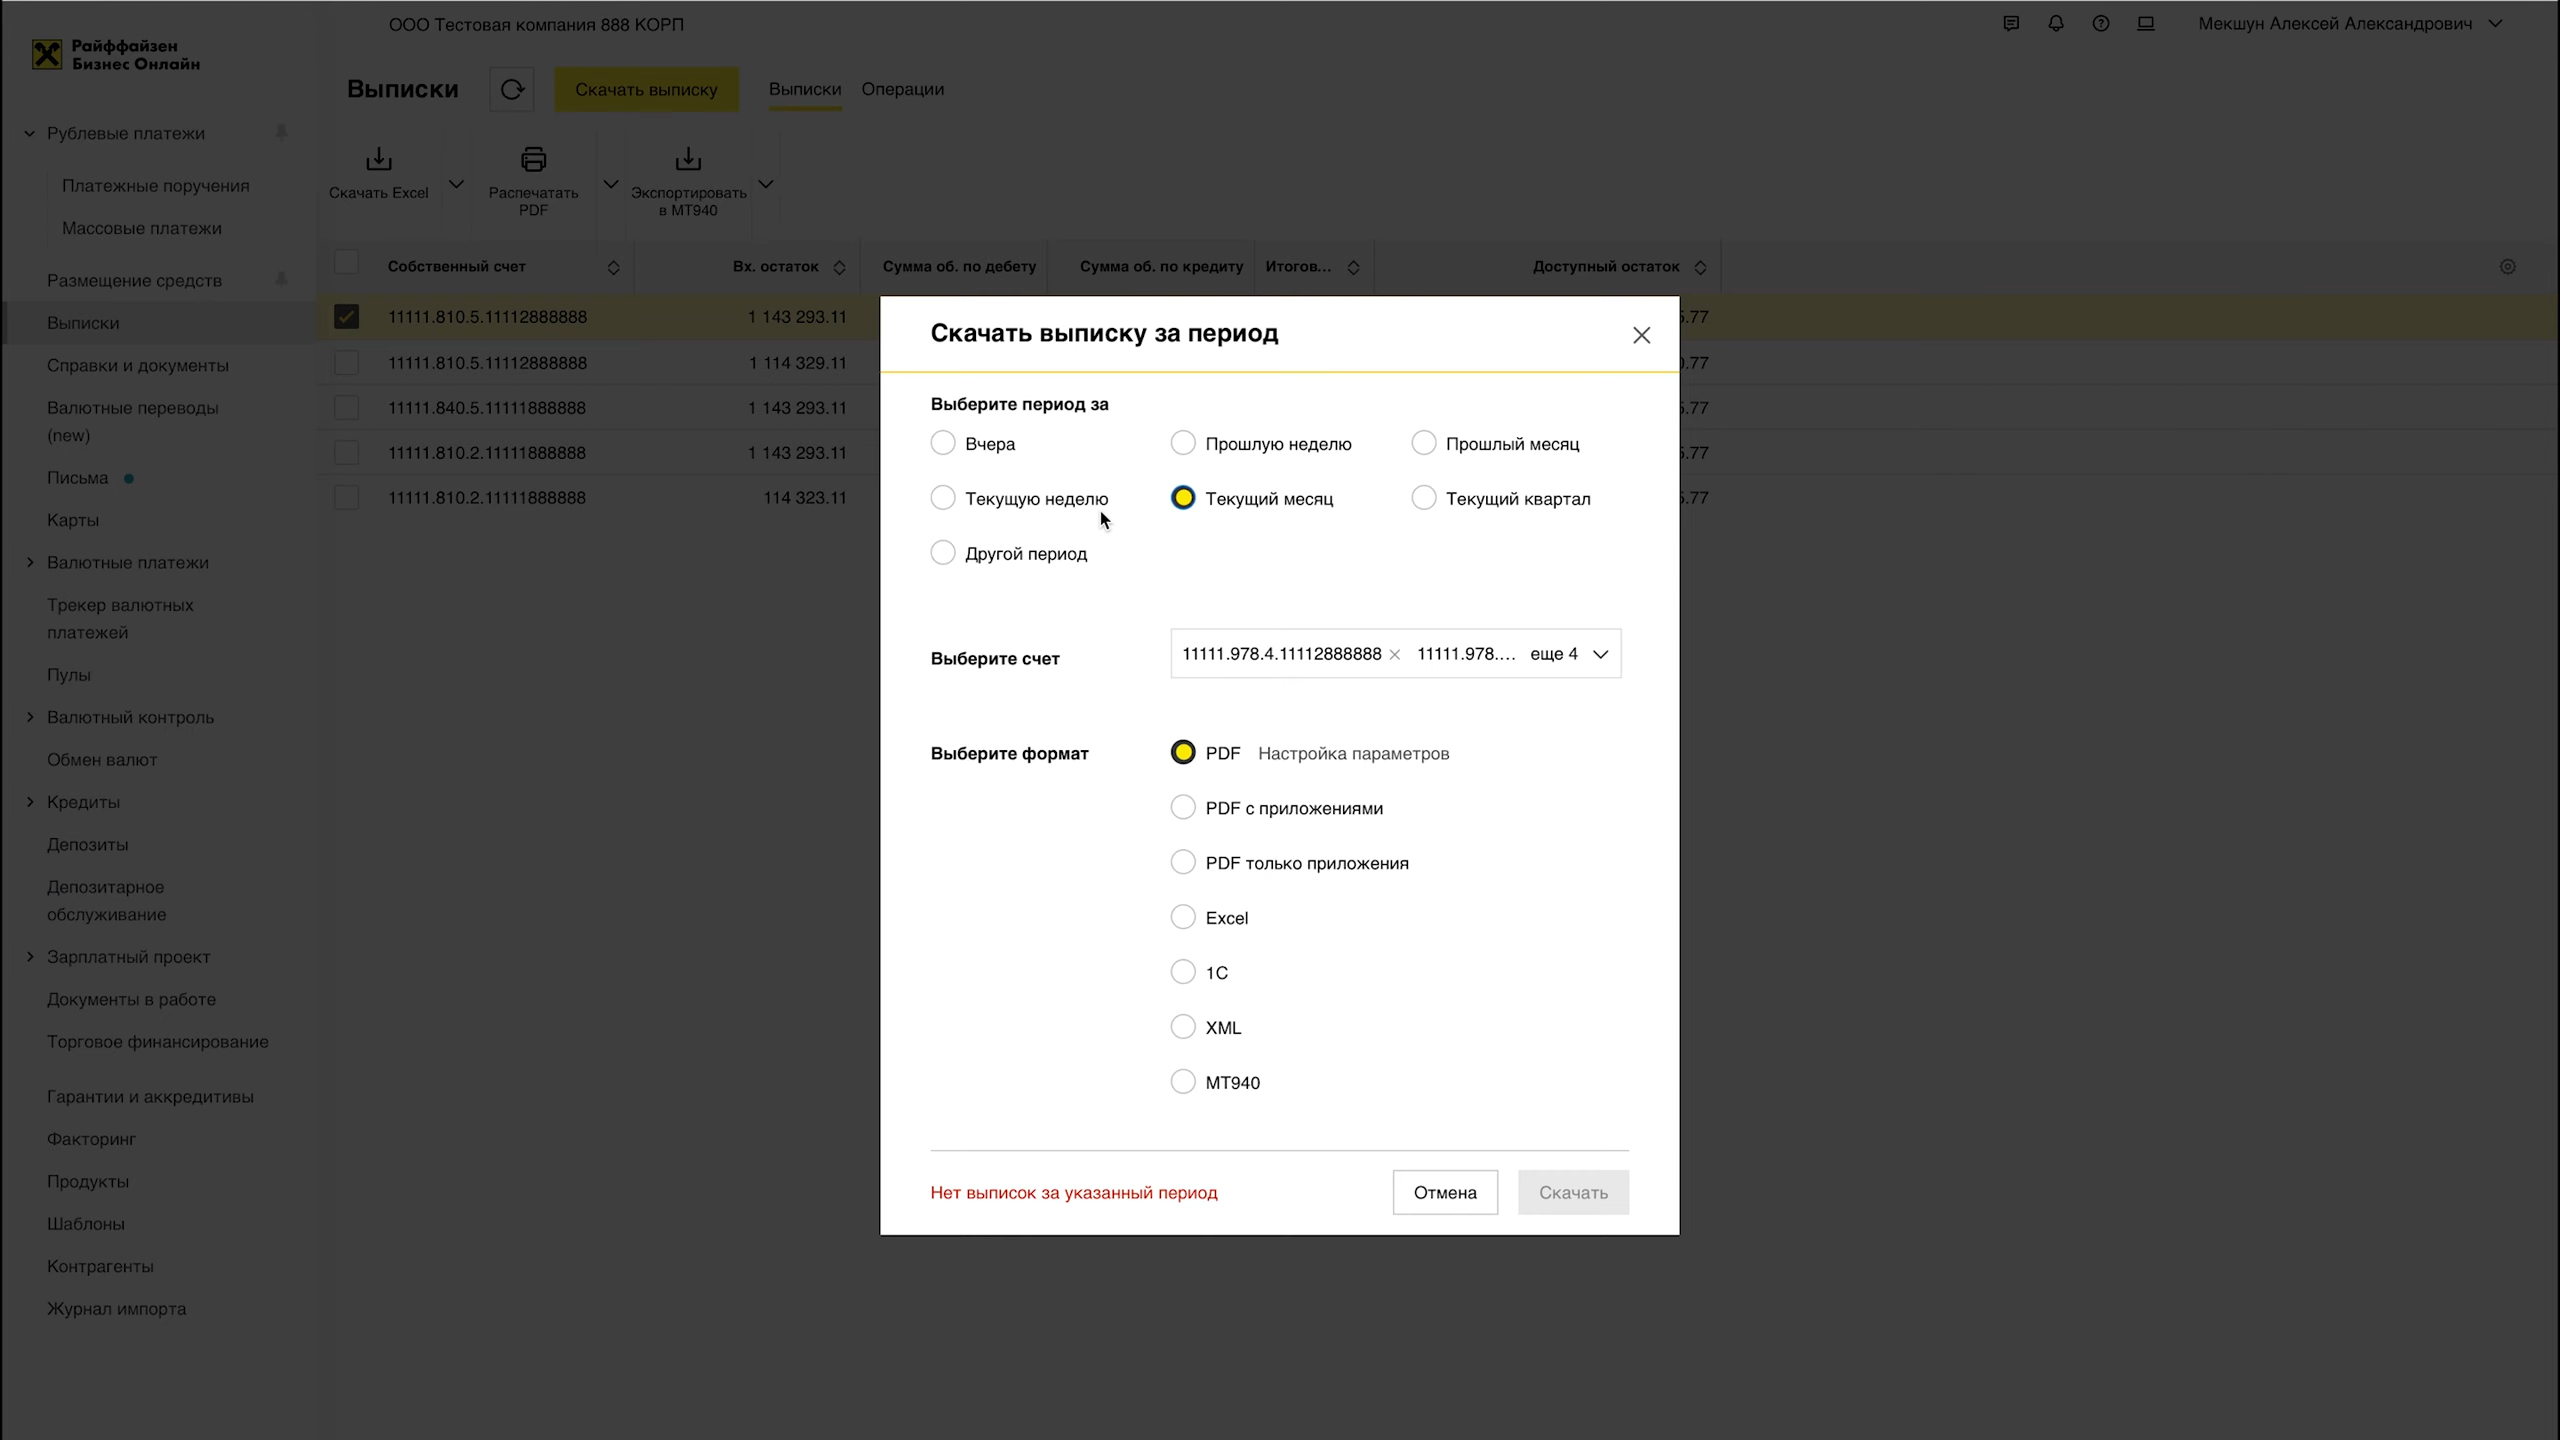 ООО Тестовая компания 888 КОРП
Мекшун Алексей Александрович
Райффайзен
Бизнес Онлайн
Выписки
Скачать выписку
Выписки
Операции
Рублевые платежи
Платежные поручения
Массовые платежи
Размещение средств
Выписки
Справки и документы
Валютные переводы
(new)
Письма
Карты
Валютные платежи
Трекер валютных
платежей
Пулы
Валютный контроль
Обмен валют
Кредиты
Депозиты
Депозитарное
обслуживание
Зарплатный проект
Документы в работе
Торговое финансирование
Гарантии и аккредитивы
Факторинг
Продукты
Шаблоны
Контрагенты
Журнал импорта
Скачать Excel
Распечатать
PDF
Экспортировать
в MT940
Собственный счет Вх. остаток Сумма об. по дебету Сумма об. по кредиту Итогов... Доступный остаток
11111.810.5.11112888888 1 143 293.11 .77
11111.810.5.11112888888 1 114 329.11 .77
11111.840.5.11111888888 1 143 293.11 .77
11111.810.2.11111888888 1 143 293.11 .77
11111.810.2.11111888888 114 323.11 .77
Скачать выписку за период
Выберите период за
Вчера Прошлую неделю Прошлый месяц
Текущую неделю Текущий месяц Текущий квартал
Другой период
Выберите счет 11111.978.4.11112888888 11111.978.... еще 4
Выберите формат PDF Настройка параметров
PDF с приложениями
PDF только приложения
Excel
1C
XML
MT940
Нет выписок за указанный период Отмена Скачать